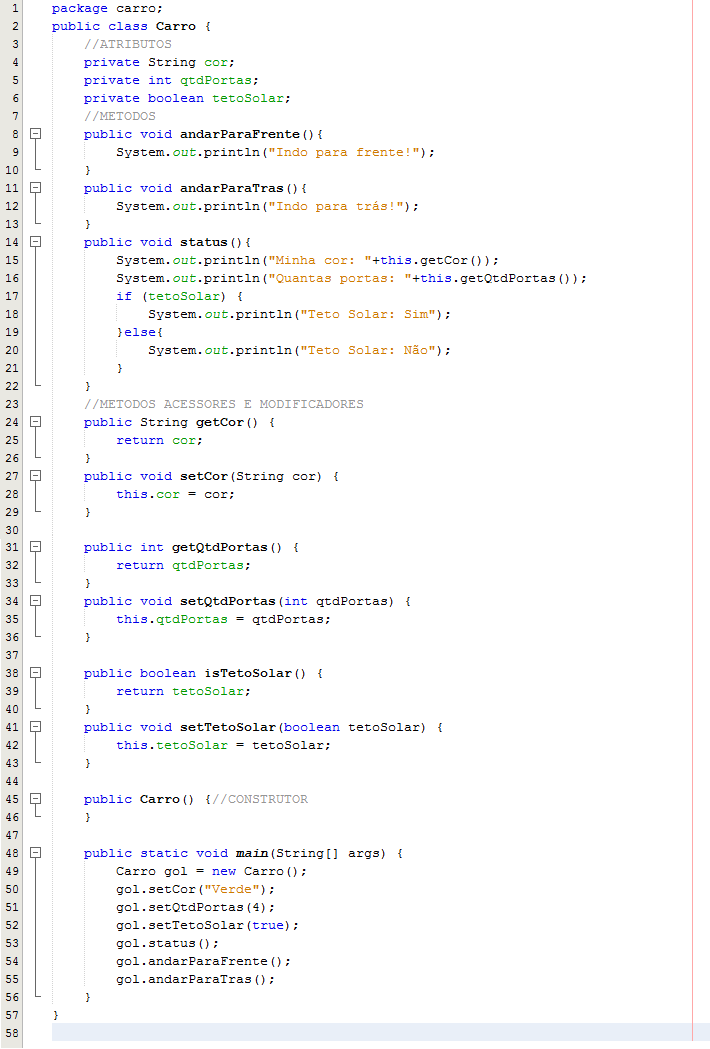 1 package carro;
2 public class Carro {
3 //ATRIBUTOS
4 private String cor;
5 private int qtdPortas;
6 private boolean tetoSolar;
7 //METODOS
8 public void andarParaFrente(){
9 System.out.println("Indo para frente!");
10 }
11 public void andarParaTras(){
12 System.out.println("Indo para trás!");
13 }
14 public void status(){
15 System.out.println("Minha cor: "+this.getCor());
16 System.out.println("Quantas portas: "+this.getQtdPortas());
17 if (tetoSolar) {
18 System.out.println("Teto Solar: Sim");
19 }else{
20 System.out.println("Teto Solar: Não");
21 }
22 }
23 //METODOS ACESSORES E MODIFICADORES
24 public String getCor() {
25 return cor;
26 }
27 public void setCor(String cor) {
28 this.cor = cor;
29 }
30
31 public int getQtdPortas() {
32 return qtdPortas;
33 }
34 public void setQtdPortas(int qtdPortas) {
35 this.qtdPortas = qtdPortas;
36 }
37
38 public boolean isTetoSolar() {
39 return tetoSolar;
40 }
41 public void setTetoSolar(boolean tetoSolar) {
42 this.tetoSolar = tetoSolar;
43 }
44
45 public Carro() {//CONSTRUTOR
46 }
47
48 public static void main(String[] args) {
49 Carro gol = new Carro();
50 gol.setCor("Verde");
51 gol.setQtdPortas(4);
52 gol.setTetoSolar(true);
53 gol.status();
54 gol.andarParaFrente();
55 gol.andarParaTras();
56 }
57 }
58